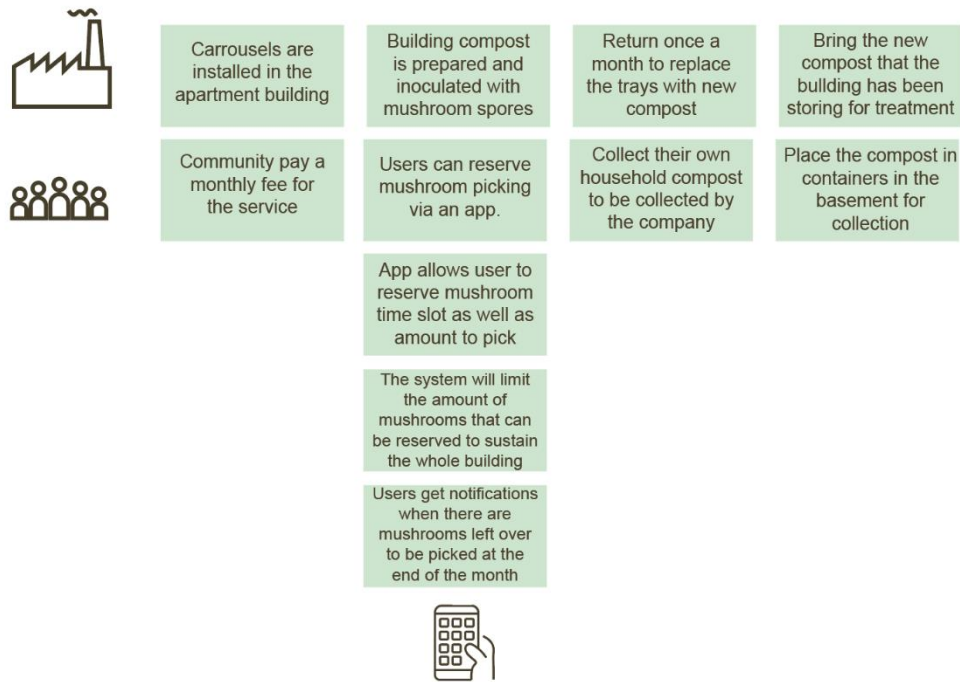 Carrousels are
installed in the
apartment building
Building compost
is prepared and
inoculated with
mushroom spores
Return once a
month to replace
the trays with new
compost
Bring the new
compost that the
bullding has been
storing for treatment
Community pay a
monthly fee for
the service
Users can reserve
mushroom picking
via an app.
Collect their own
household compost
to be collected by
the company
Place the compost in
containers in the
basement for
collection
App allows user to
reserve mushroom
time slot as well as
amount to pick
The system will limit
the amount of
mushrooms that can
be reserved to sustain
the whole building
Users get notifications
when there are
mushrooms left over
to be picked at the
end of the month